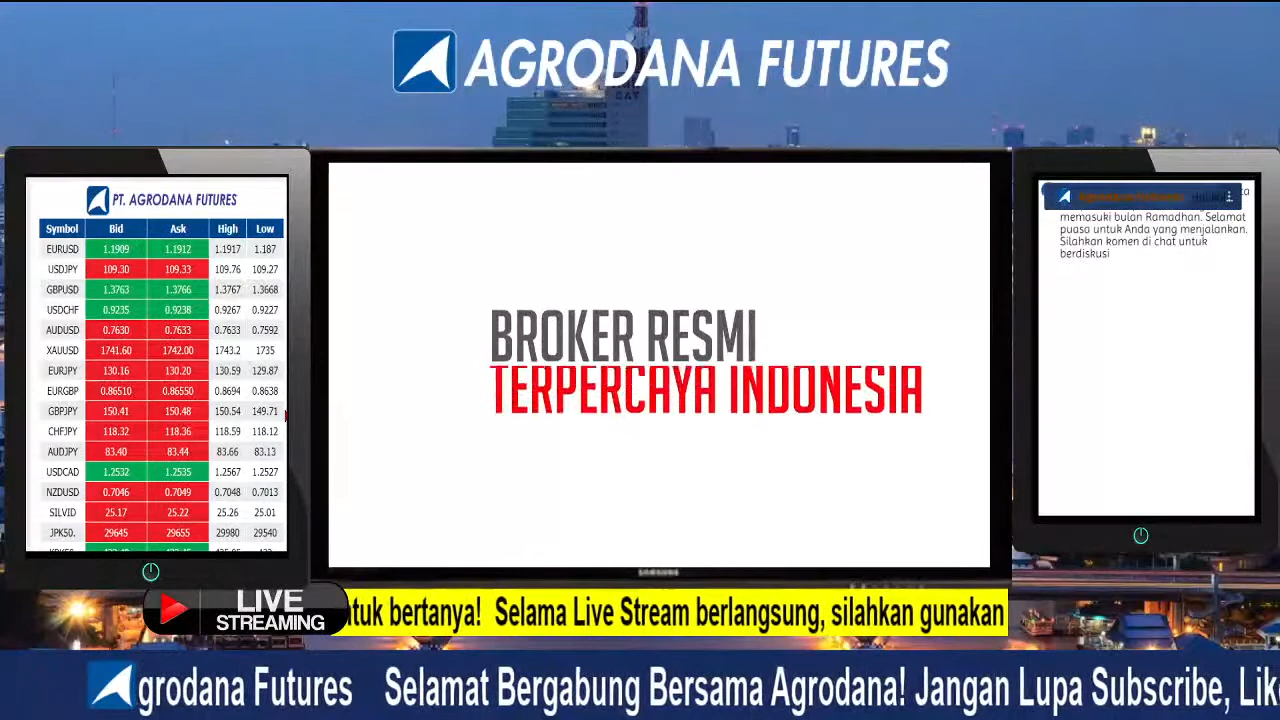 AGRODANA FUTURES
PT. AGRODANA FUTURES
Symbol Bid Ask High Low
EURUSD 1.1909 1.1912 1.1917 1.187
USDJPY 109.30 109.33 109.76 109.27
GBPUSD 1.3763 1.3766 1.3767 1.3668
USDCHF 0.9235 0.9238 0.9267 0.9227
AUDUSD 0.7630 0.7633 0.7633 0.7592
XAUUSD 1741.60 1742.00 1743.2 1735
EURJPY 130.16 130.20 130.59 129.87
EURGBP 0.86510 0.86550 0.8694 0.8638
GBPJPY 150.41 150.48 150.54 149.71
CHFJPY 118.32 118.36 118.59 118.12
AUDJPY 83.40 83.44 83.66 83.13
USDCAD 1.2532 1.2535 1.2567 1.2527
NZDUSD 0.7046 0.7049 0.7048 0.7013
SILVID 25.17 25.22 25.26 25.01
JPK50. 29645 29655 29980 29540
BROKER RESMI
TERPERCAYA INDONESIA
SAMSUNG
memasuki bulan Ramadhan. Selamat
puasa untuk Anda yang menjalankan.
Silahkan komen di chat untuk
berdiskusi
LIVE
STREAMING
tuk bertanya! Selama Live Stream berlangsung, silahkan gunakan
grodana Futures Selamat Bergabung Bersama Agrodana! Jangan Lupa Subscribe, Lik